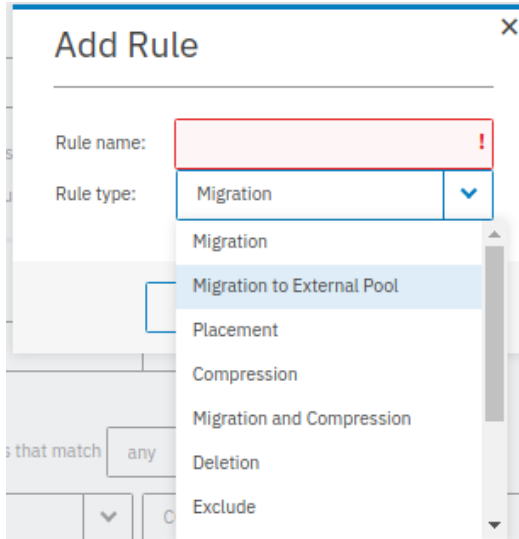 Add Rule
Rule name:
!
Rule type:
Migration
Migration
Migration to External Pool
Placement
Compression
Migration and Compression
Deletion
Exclude
s that match
any